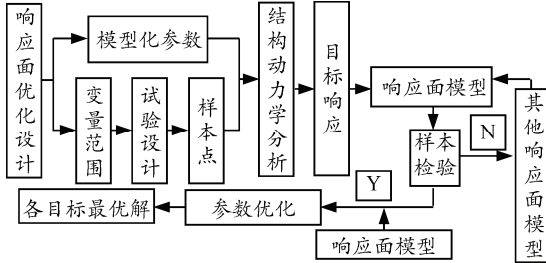 响应面优化设计
模型化参数
变量范围
试验设计
样本点
结构动力学分析
目标响应
响应面模型
样本
检验
N
其他响应面模型
Y
各目标最优解
参数优化
响应面模型